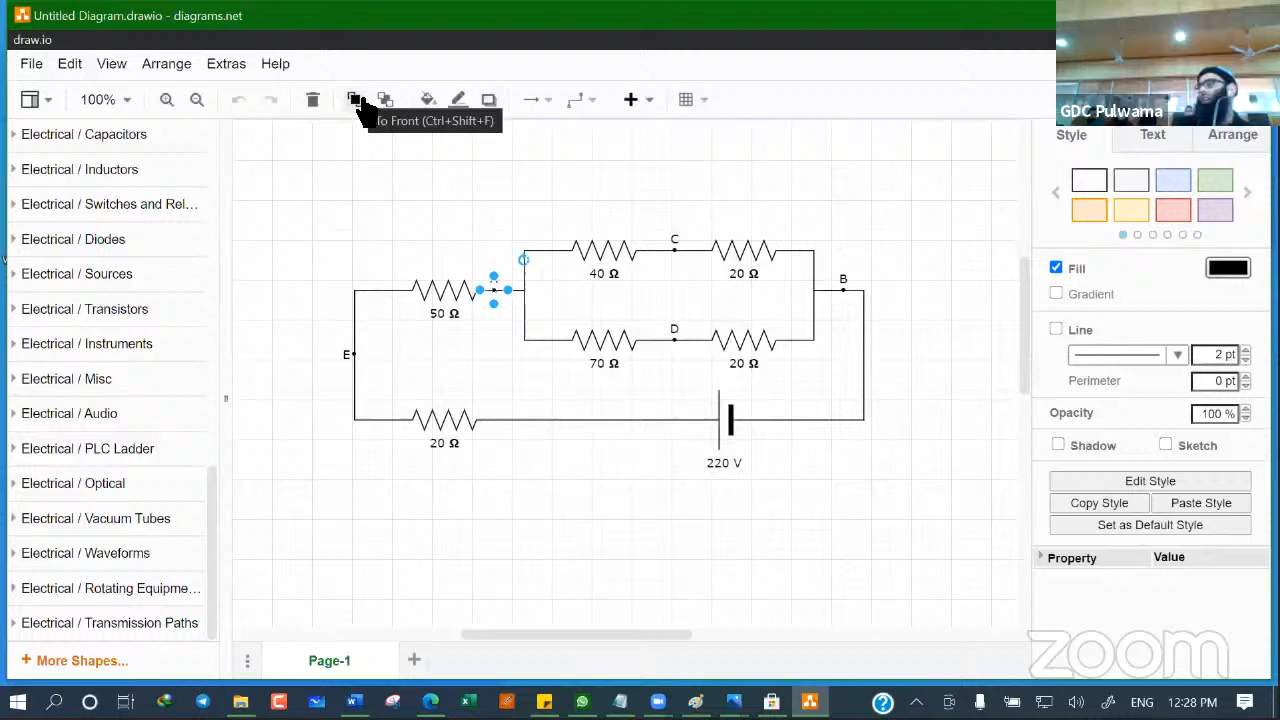 Untitled Diagram.drawio - diagrams.net
draw.io
File Edit View Arrange Extras Help
100%
To Front (Ctrl+Shift+F)
GDC Pulwama
Electrical / Capacitors
Electrical / Inductors
Electrical / Switches and Rel...
Electrical / Diodes
Electrical / Sources
Electrical / Transistors
Electrical / Instruments
Electrical / Misc
Electrical / Audio
Electrical / PLC Ladder
Electrical / Optical
Electrical / Vacuum Tubes
Electrical / Waveforms
Electrical / Rotating Equipme...
Electrical / Transmission Paths
+ More Shapes...
C
40 Ω 20 Ω
B
50 Ω
D
E
70 Ω 20 Ω
20 Ω
220 V
Style Text Arrange
Fill
Gradient
Line
2 pt
Perimeter 0 pt
Opacity 100 %
Shadow Sketch
Edit Style
Copy Style Paste Style
Set as Default Style
Property Value
Page-1
zoom
ENG 12:28 PM